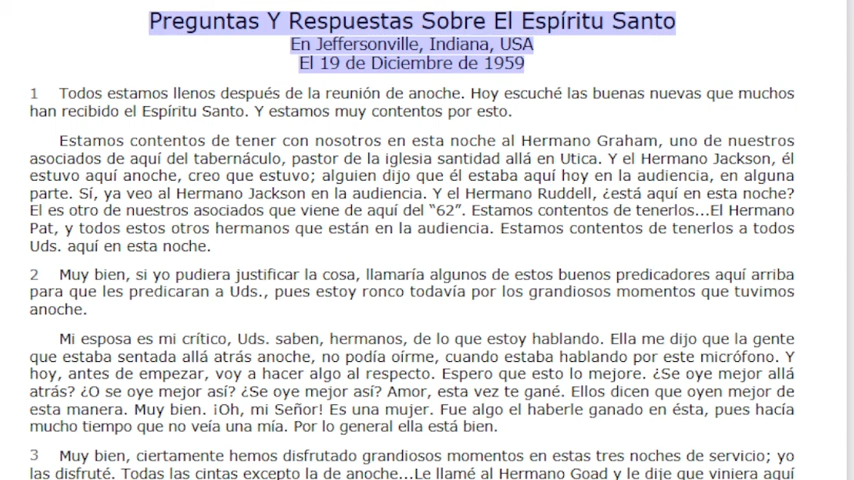 Preguntas Y Respuestas Sobre El Espíritu Santo
En Jeffersonville, Indiana, USA
El 19 de Diciembre de 1959
1 Todos estamos llenos después de la reunión de anoche. Hoy escuché las buenas nuevas que muchos
han recibido el Espíritu Santo. Y estamos muy contentos por esto.
Estamos contentos de tener con nosotros en esta noche al Hermano Graham, uno de nuestros
asociados de aquí del tabernáculo, pastor de la iglesia santidad allá en Utica. Y el Hermano Jackson, él
estuvo aquí anoche, creo que estuvo; alguien dijo que él estaba aquí hoy en la audiencia, en alguna
parte. Sí, ya veo al Hermano Jackson en la audiencia. Y el Hermano Ruddell, ¿está aquí en esta noche?
El es otro de nuestros asociados que viene de aquí del “62”. Estamos contentos de tenerlos...El Hermano
Pat, y todos estos otros hermanos que están en la audiencia. Estamos contentos de tenerlos a todos
Uds. aquí en esta noche.
2 Muy bien, si yo pudiera justificar la cosa, llamaría algunos de estos buenos predicadores aquí arriba
para que les predicaran a Uds., pues estoy ronco todavía por los grandiosos momentos que tuvimos
anoche.
Mi esposa es mi crítico, Uds. saben, hermanos, de lo que estoy hablando. Ella me dijo que la gente
que estaba sentada allá atrás anoche, no podía oírme, cuando estaba hablando por este micrófono. Y
hoy, antes de empezar, voy a hacer algo al respecto. Espero que esto lo mejore. ¿Se oye mejor allá
atrás? ¿O se oye mejor así? ¿Se oye mejor así? Amor, esta vez te gané. Ellos dicen que oyen mejor de
esta manera. Muy bien. ¡Oh, mi Señor! Es una mujer. Fue algo el haberle ganado en ésta, pues hacía
mucho tiempo que no veía una mía. Por lo general ella está bien.
3 Muy bien, ciertamente hemos disfrutado grandiosos momentos en estas tres noches de servicio; yo
las disfruté. Todas las cintas excepto la de anoche...Le llamé al Hermano Goad y le dije que viniera aquí